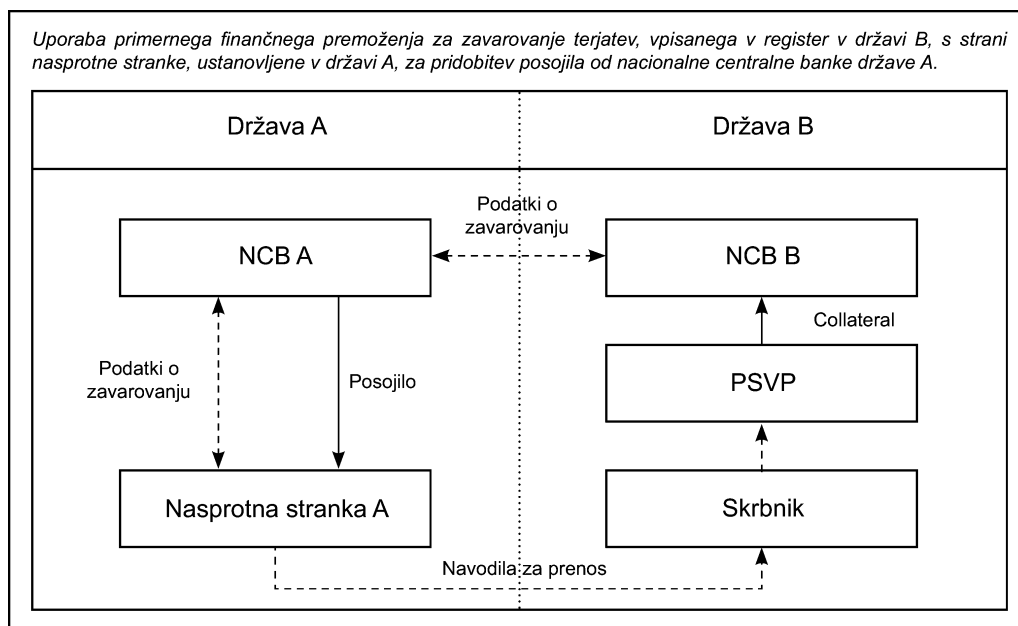 Uporaba primernega finančnega premoženja za zavarovanje terjatev, vpisanega v register v državi B, s strani
nasprotne stranke, ustanovljene v državi A, za pridobitev posojila od nacionalne centralne banke države A.
Država A
Država B
Podatki o
zavarovanju
NCB A
NCB B
Collateral
Podatki o
zavarovanju
Posojilo
PSVP
Nasprotna stranka A
Skrbnik
Navodila za prenos